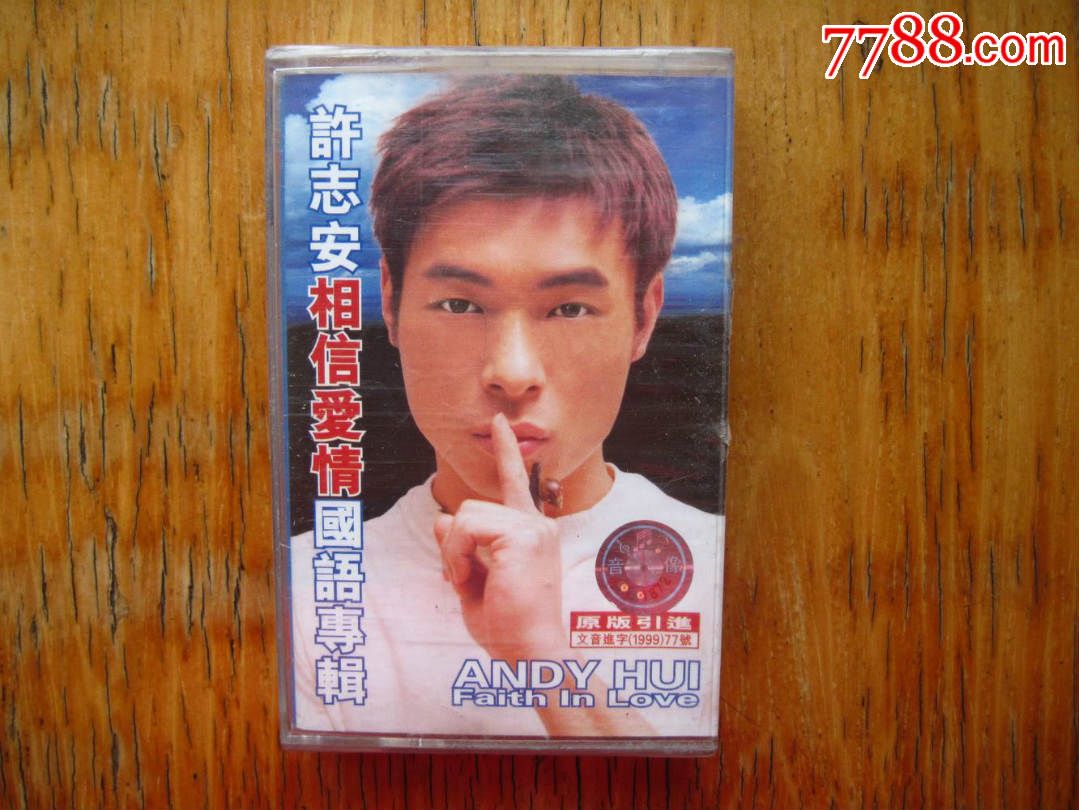 7788.com
許志安相信愛情國語專輯
音 像
原版引進
文音進字(1999)77號
ANDY HUI
Faith In Love